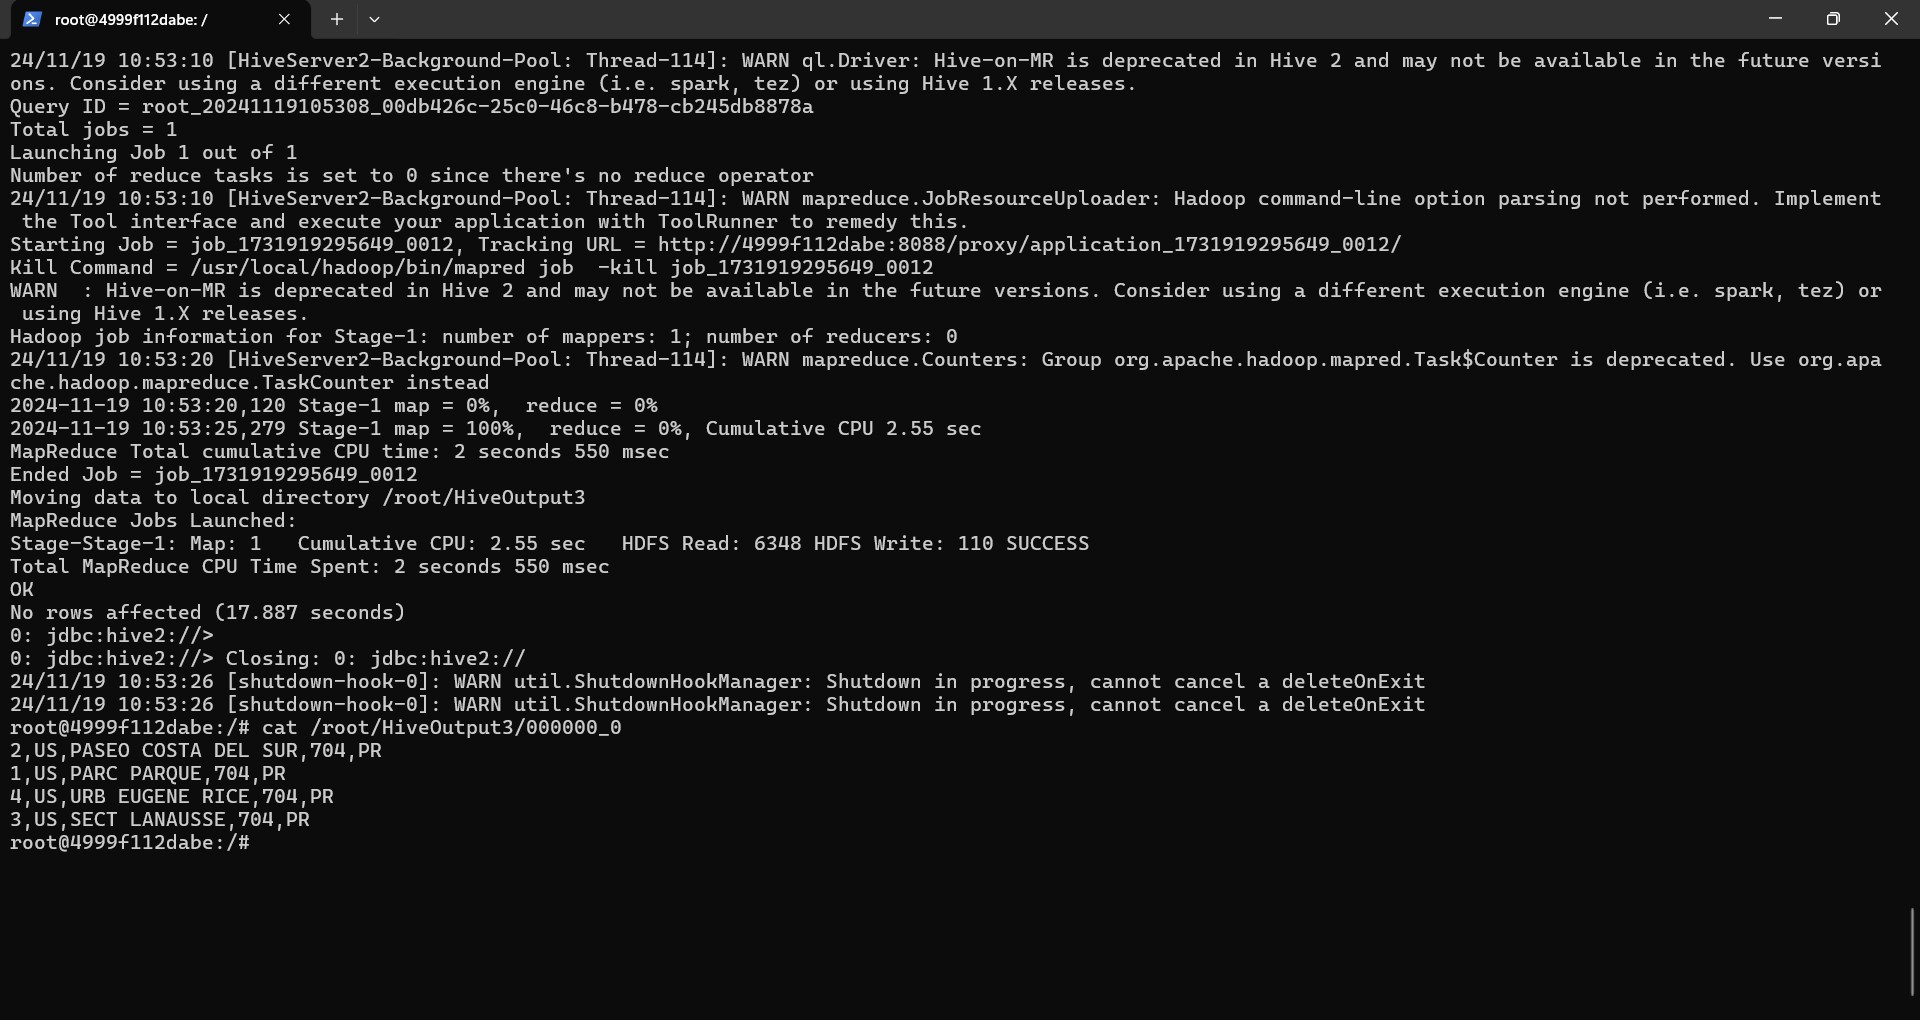 root@4999f112dabe: /
24/11/19 10:53:10 [HiveServer2-Background-Pool: Thread-114]: WARN ql.Driver: Hive-on-MR is deprecated in Hive 2 and may not be available in the future versi
ons. Consider using a different execution engine (i.e. spark, tez) or using Hive 1.X releases.
Query ID = root_20241119105308_00db426c-25c0-46c8-b478-cb245db8878a
Total jobs = 1
Launching Job 1 out of 1
Number of reduce tasks is set to 0 since there's no reduce operator
24/11/19 10:53:10 [HiveServer2-Background-Pool: Thread-114]: WARN mapreduce.JobResourceUploader: Hadoop command-line option parsing not performed. Implement
 the Tool interface and execute your application with ToolRunner to remedy this.
Starting Job = job_1731919295649_0012, Tracking URL = http://4999f112dabe:8088/proxy/application_1731919295649_0012/
Kill Command = /usr/local/hadoop/bin/mapred job  -kill job_1731919295649_0012
WARN  : Hive-on-MR is deprecated in Hive 2 and may not be available in the future versions. Consider using a different execution engine (i.e. spark, tez) or
 using Hive 1.X releases.
Hadoop job information for Stage-1: number of mappers: 1; number of reducers: 0
24/11/19 10:53:20 [HiveServer2-Background-Pool: Thread-114]: WARN mapreduce.Counters: Group org.apache.hadoop.mapred.Task$Counter is deprecated. Use org.apa
che.hadoop.mapreduce.TaskCounter instead
2024-11-19 10:53:20,120 Stage-1 map = 0%,  reduce = 0%
2024-11-19 10:53:25,279 Stage-1 map = 100%,  reduce = 0%, Cumulative CPU 2.55 sec
MapReduce Total cumulative CPU time: 2 seconds 550 msec
Ended Job = job_1731919295649_0012
Moving data to local directory /root/HiveOutput3
MapReduce Jobs Launched:
Stage-Stage-1: Map: 1   Cumulative CPU: 2.55 sec   HDFS Read: 6348 HDFS Write: 110 SUCCESS
Total MapReduce CPU Time Spent: 2 seconds 550 msec
OK
No rows affected (17.887 seconds)
0: jdbc:hive2://>
0: jdbc:hive2://> Closing: 0: jdbc:hive2://
24/11/19 10:53:26 [shutdown-hook-0]: WARN util.ShutdownHookManager: Shutdown in progress, cannot cancel a deleteOnExit
24/11/19 10:53:26 [shutdown-hook-0]: WARN util.ShutdownHookManager: Shutdown in progress, cannot cancel a deleteOnExit
root@4999f112dabe:/# cat /root/HiveOutput3/000000_0
2,US,PASEO COSTA DEL SUR,704,PR
1,US,PARC PARQUE,704,PR
4,US,URB EUGENE RICE,704,PR
3,US,SECT LANAUSSE,704,PR
root@4999f112dabe:/#